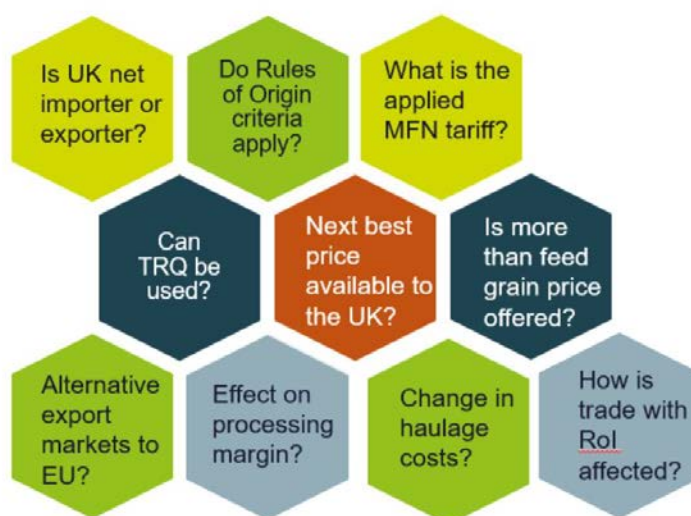 Is UK net
importer or
exporter?
Do Rules
of Origin
criteria
apply?
What is the
applied
MFN tariff?
Can
TRQ be
used?
Next best
price
available to
the UK?
Is more
than feed
grain price
offered?
Alternative
export
markets to
EU?
Effect on
processing
margin?
Change in
haulage
costs?
How is
trade with
RoI
affected?